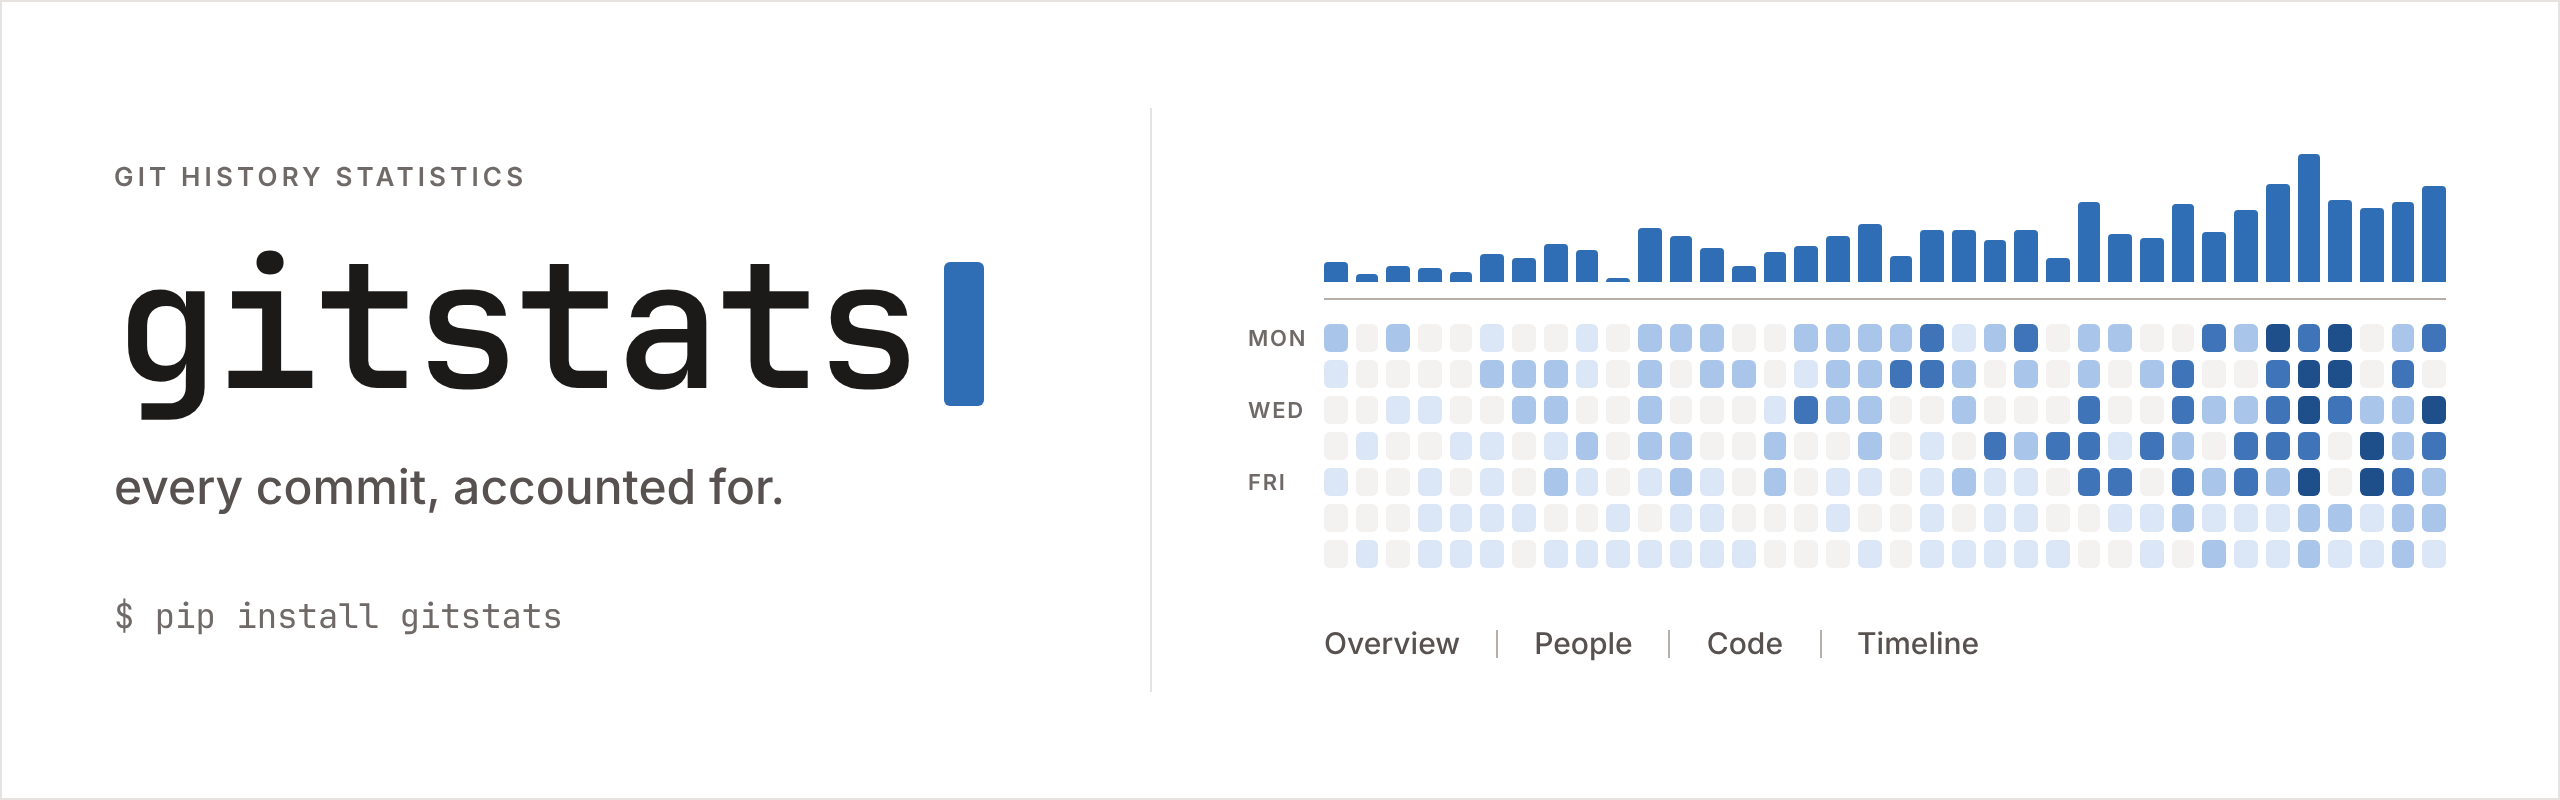 GIT HISTORY STATISTICS
gitstats
every commit, accounted for.
$ pip install gitstats
MON
WED
FRI
Overview | People | Code | Timeline